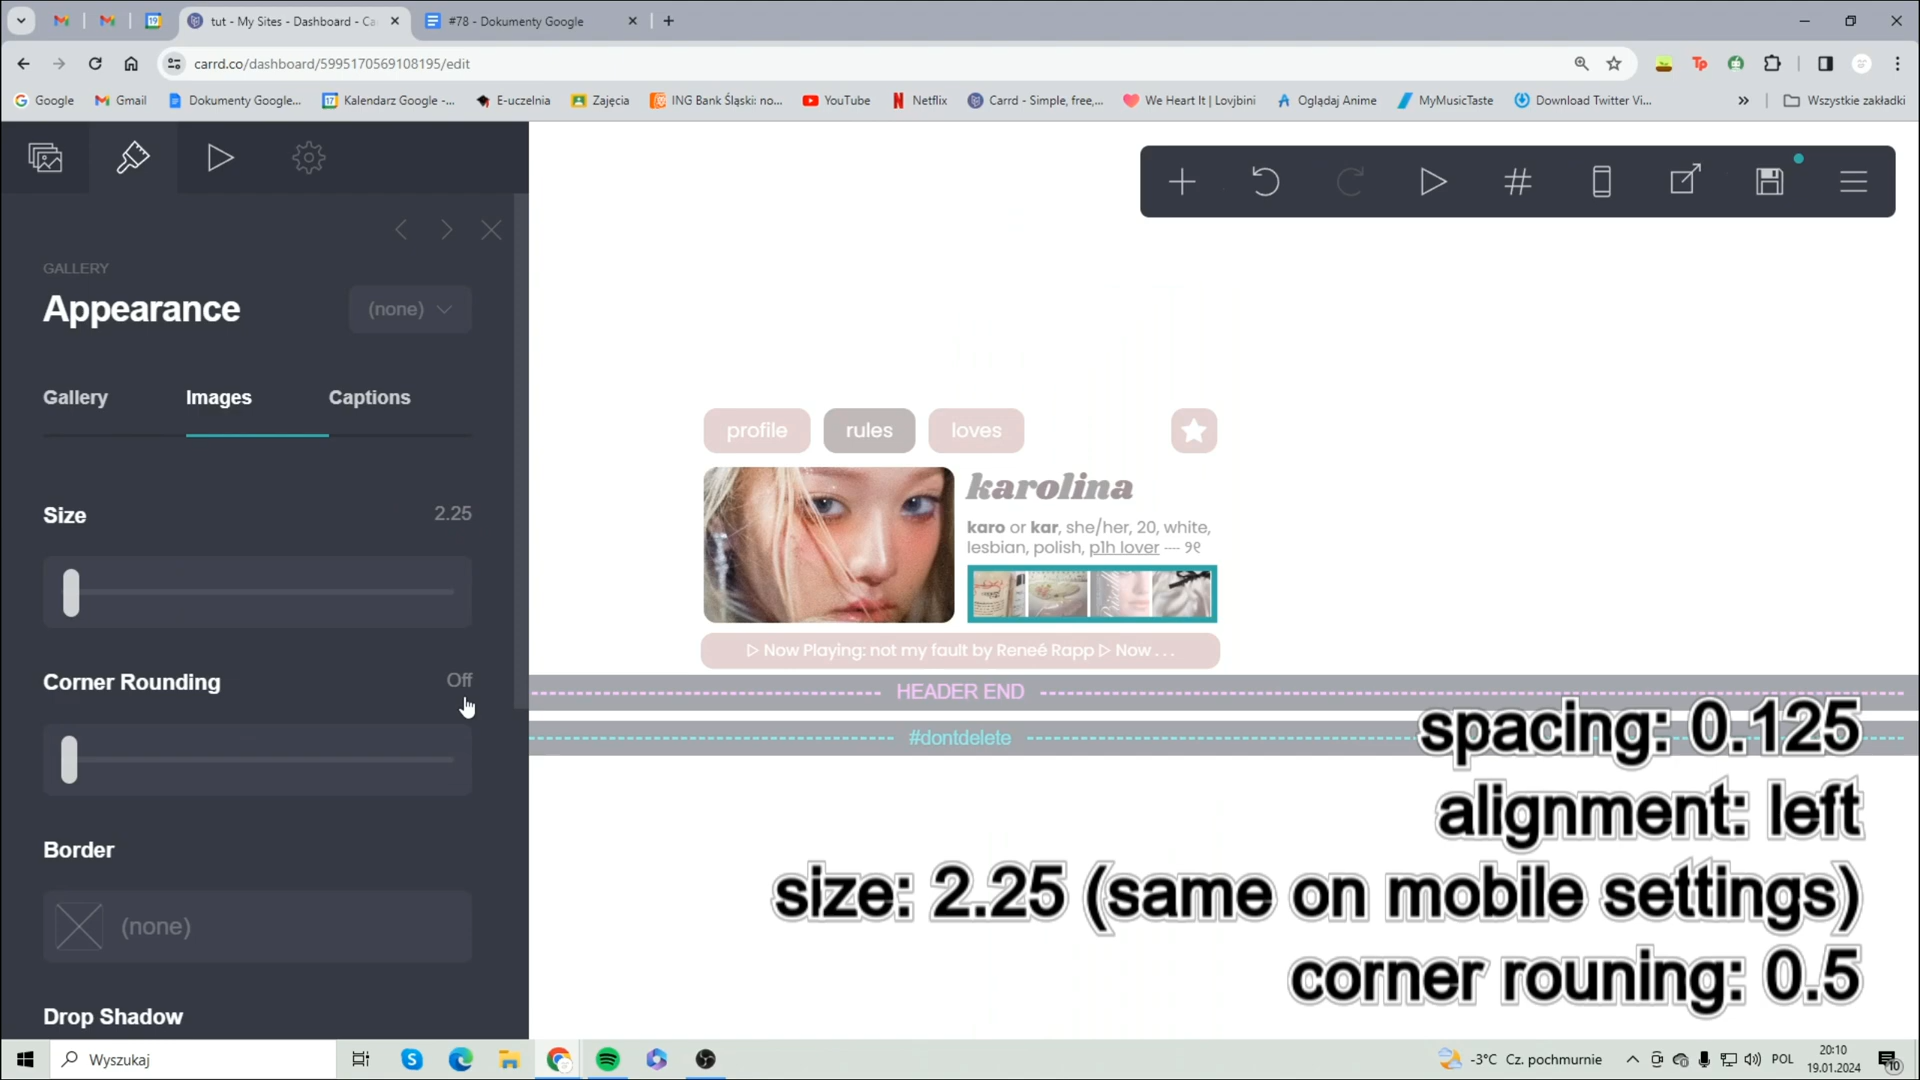 tut - My Sites - Dashboard - Ca
#78 - Dokumenty Google
carrd.co/dashboard/5995170569108195/edit
Google
Gmail
Dokumenty Google...
Kalendarz Google -...
E-uczelnia
Zajęcia
ING Bank Śląski: no...
YouTube
Netflix
Carrd - Simple, free,...
We Heart It | Lovjbini
Oglądaj Anime
MyMusicTaste
Download Twitter Vi...
Wszystkie zakładki
GALLERY
Appearance
(none)
Gallery
Images
Captions
Size
2.25
Corner Rounding
Off
Border
(none)
Drop Shadow
profile
rules
loves
karolina
karo or kar, she/her, 20, white,
lesbian, polish, p1h lover ---- ୨୧
▷ Now Playing: not my fault by Reneé Rapp ▷ Now . . .
HEADER END
#dontdelete
spacing: 0.125
alignment: left
size: 2.25 (same on mobile settings)
corner rouning: 0.5
Wyszukaj
-3°C Cz. pochmurnie
POL
20:10
19.01.2024
10